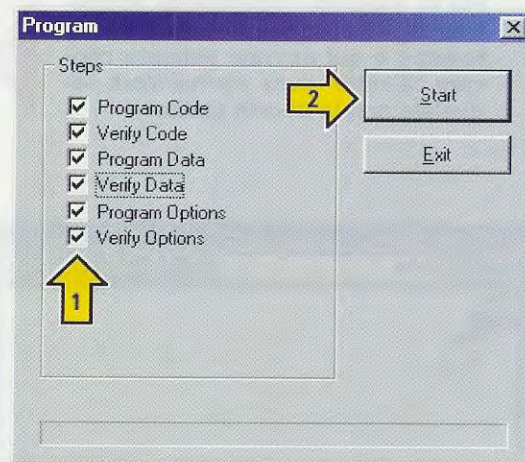 Program
Steps
Program Code
Verify Code
Program Data
Verify Data
Program Options
Verify Options
Start
Exit
2
1